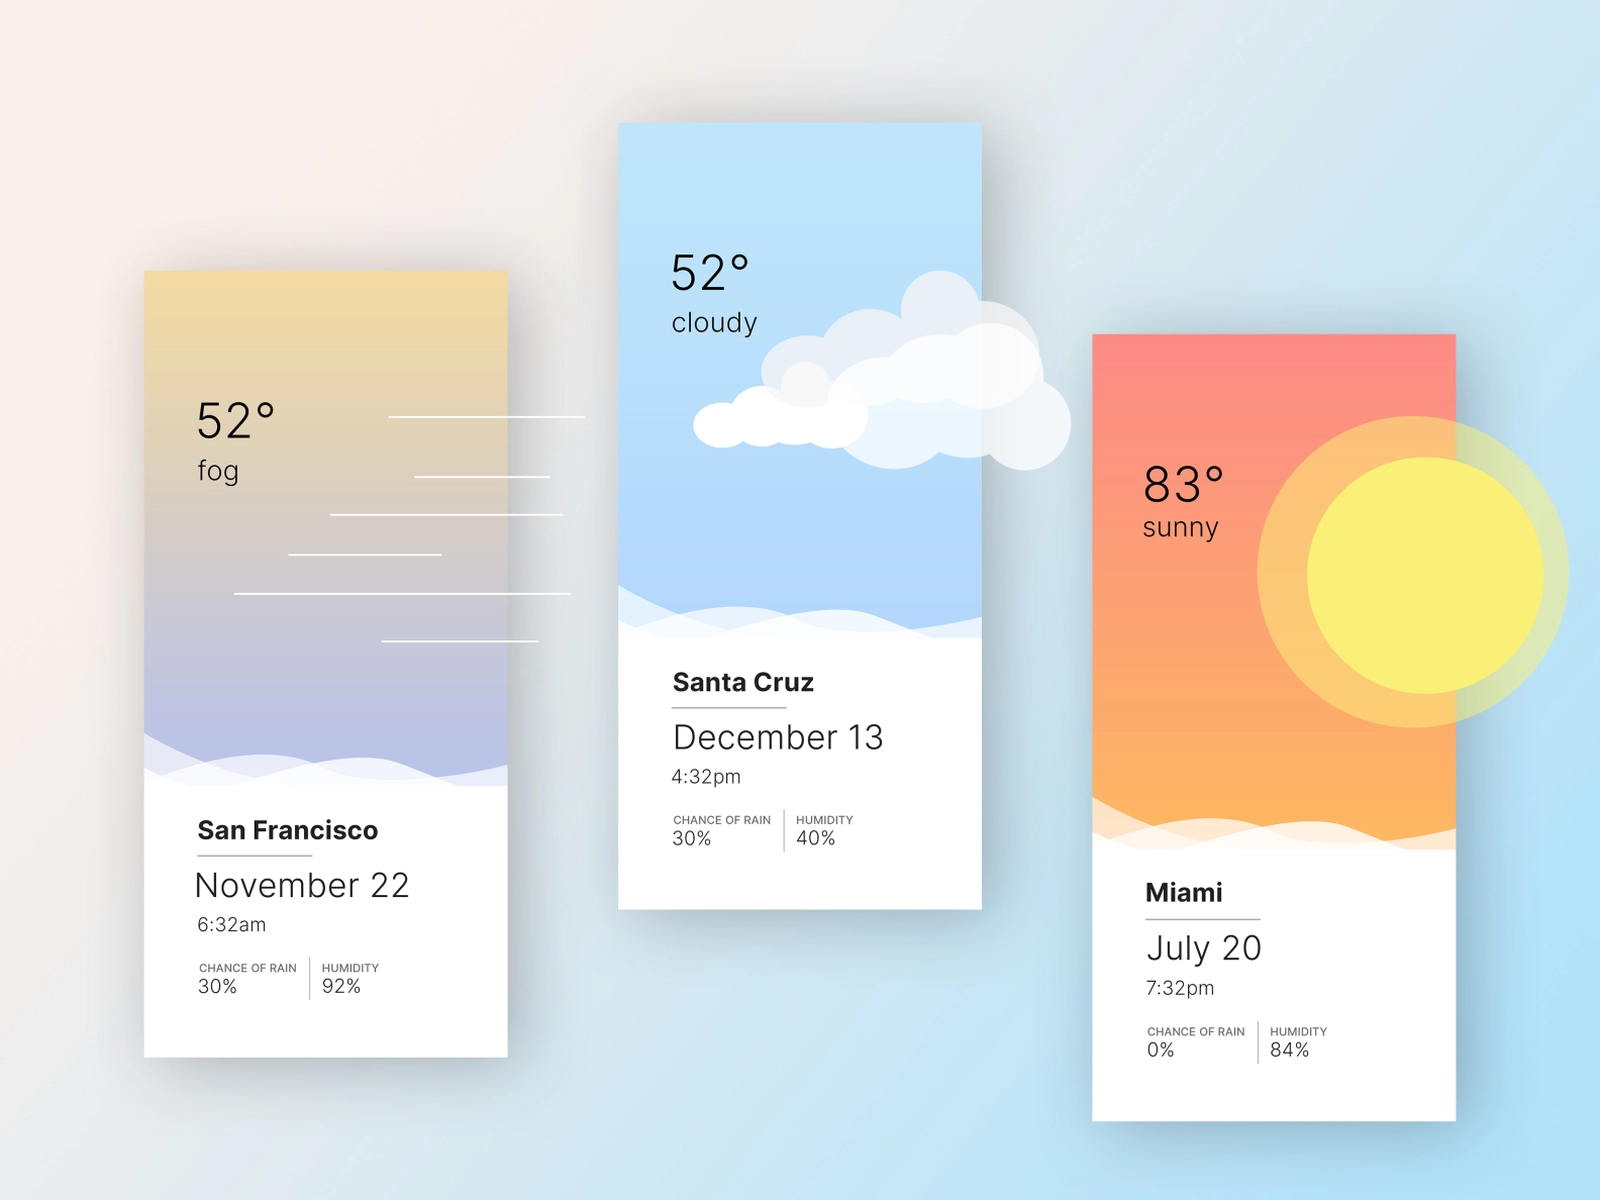 52°
fog
San Francisco
November 22
6:32am
CHANCE OF RAIN
30%
HUMIDITY
92%
52°
cloudy
Santa Cruz
December 13
4:32pm
CHANCE OF RAIN
30%
HUMIDITY
40%
83°
sunny
Miami
July 20
7:32pm
CHANCE OF RAIN
0%
HUMIDITY
84%